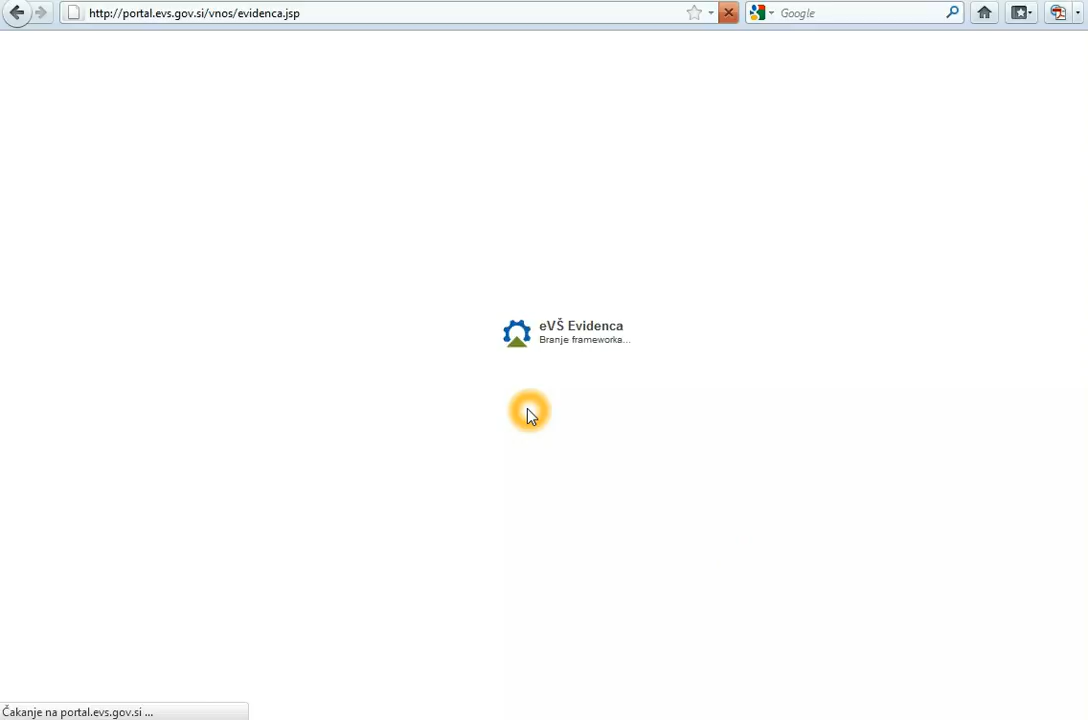 http://portal.evs.gov.si/vnos/evidenca.jsp
Google
eVŠ Evidenca
Branje frameworka...
Čakanje na portal.evs.gov.si ...